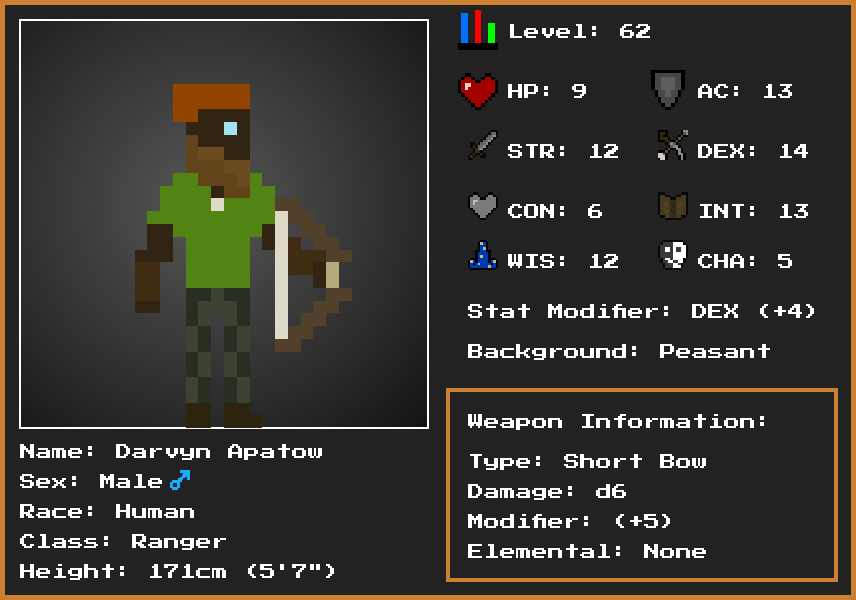 Level: 62
HP: 9
AC: 13
STR: 12
DEX: 14
CON: 6
INT: 13
WIS: 12
CHA: 5
Stat Modifier: DEX (+4)
Background: Peasant
Weapon Information:
Type: Short Bow
Damage: d6
Modifier: (+5)
Elemental: None
Name: Darvyn Apatow
Sex: Male ♂
Race: Human
Class: Ranger
Height: 171cm (5'7")